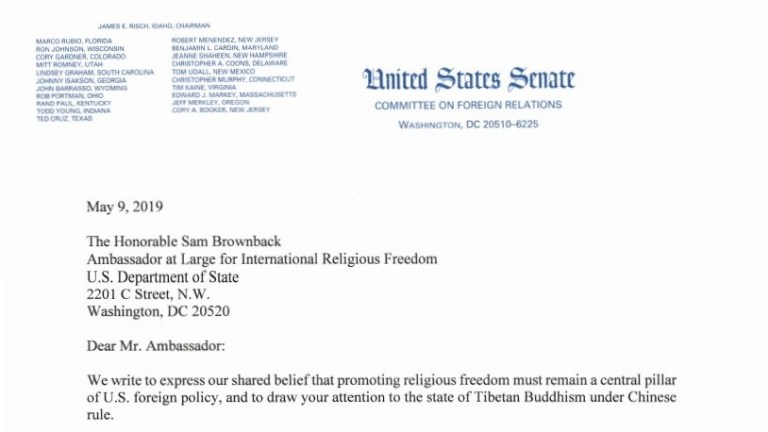 JAMES E. RISCH, IDAHO, CHAIRMAN
MARCO RUBIO, FLORIDA
RON JOHNSON, WISCONSIN
CORY GARDNER, COLORADO
MITT ROMNEY, UTAH
LINDSEY GRAHAM, SOUTH CAROLINA
JOHNNY ISAKSON, GEORGIA
JOHN BARRASSO, WYOMING
ROB PORTMAN, OHIO
RAND PAUL, KENTUCKY
TODD YOUNG, INDIANA
TED CRUZ, TEXAS
ROBERT MENENDEZ, NEW JERSEY
BENJAMIN L. CARDIN, MARYLAND
JEANNE SHAHEEN, NEW HAMPSHIRE
CHRISTOPHER A. COONS, DELAWARE
TOM UDALL, NEW MEXICO
CHRISTOPHER MURPHY, CONNECTICUT
TIM KAINE, VIRGINIA
EDWARD J. MARKEY, MASSACHUSETTS
JEFF MERKLEY, OREGON
CORY A. BOOKER, NEW JERSEY
United States Senate
COMMITTEE ON FOREIGN RELATIONS
WASHINGTON, DC 20510–6225
May 9, 2019
The Honorable Sam Brownback
Ambassador at Large for International Religious Freedom
U.S. Department of State
2201 C Street, N.W.
Washington, DC 20520
Dear Mr. Ambassador:
We write to express our shared belief that promoting religious freedom must remain a central pillar
of U.S. foreign policy, and to draw your attention to the state of Tibetan Buddhism under Chinese
rule.